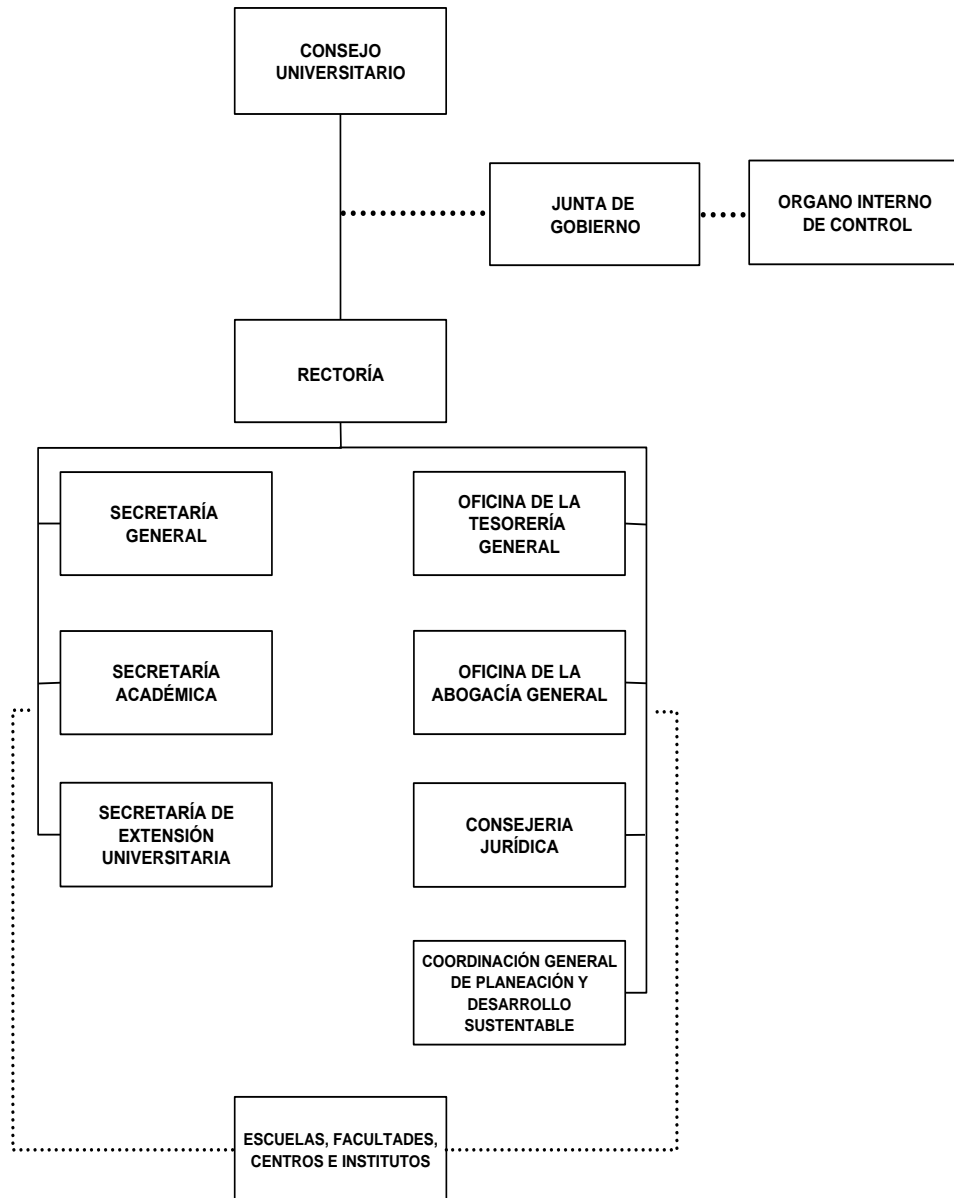 CONSEJO
UNIVERSITARIO
JUNTA DE
GOBIERNO
ORGANO INTERNO
DE CONTROL
RECTORÍA
SECRETARÍA
GENERAL
OFICINA DE LA
TESORERÍA
GENERAL
SECRETARÍA
ACADÉMICA
OFICINA DE LA
ABOGACÍA GENERAL
SECRETARÍA DE
EXTENSIÓN
UNIVERSITARIA
CONSEJERIA
JURÍDICA
COORDINACIÓN GENERAL
DE PLANEACIÓN Y
DESARROLLO
SUSTENTABLE
ESCUELAS, FACULTADES,
CENTROS E INSTITUTOS